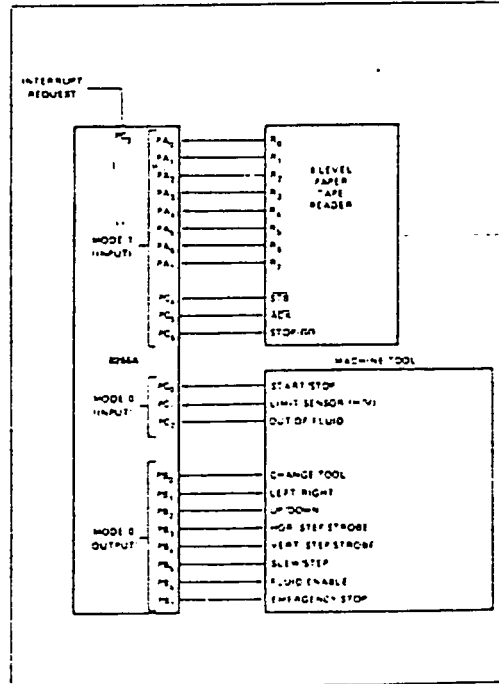 INTERRUPT
REQUEST
PC3
PA0 R0
PA1 R1
PA2 R2
PA3 R3
PA4 R4
PA5 R5
PA6 R6
PA7 R7
8 LEVEL
PAPER
TAPE
READER
MODE 1
(INPUT)
PC4 STB
PC5 ACK
PC6 STOP/GO
8255A
MACHINE TOOL
MODE 0
(INPUT)
PC0 START/STOP
PC1 LIMIT SENSOR (H/V)
PC2 OUT OF FLUID
MODE 0
(OUTPUT)
PB0 CHANGE TOOL
PB1 LEFT/RIGHT
PB2 UP/DOWN
PB3 HOR. STEP STROBE
PB4 VERT. STEP STROBE
PB5 SLEW/STEP
PB6 FLUID ENABLE
PB7 EMERGENCY STOP